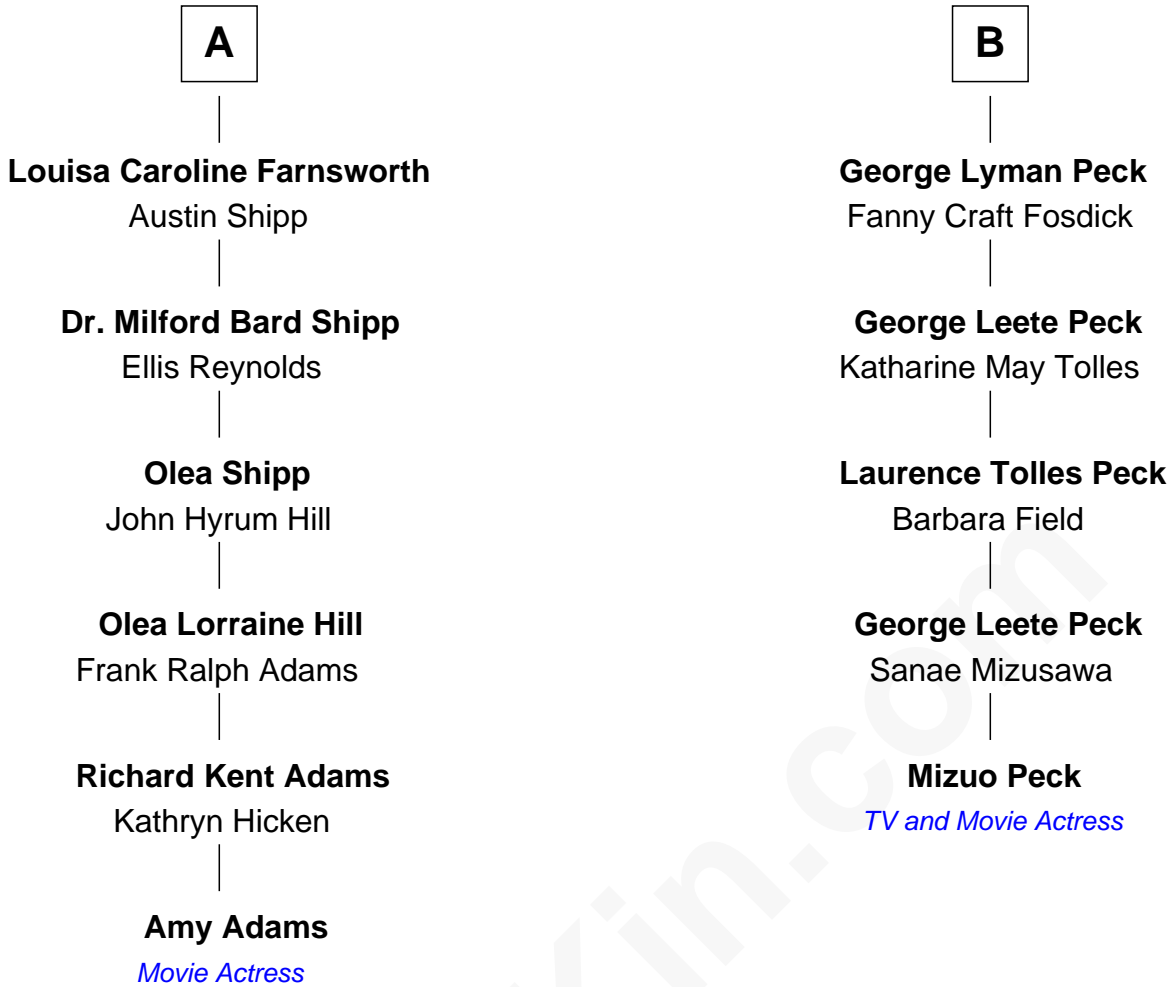 A
Louisa Caroline Farnsworth
Austin Shipp
Dr. Milford Bard Shipp
Ellis Reynolds
Olea Shipp
John Hyrum Hill
Olea Lorraine Hill
Frank Ralph Adams
Richard Kent Adams
Kathryn Hicken
Amy Adams
Movie Actress
B
George Lyman Peck
Fanny Craft Fosdick
George Leete Peck
Katharine May Tolles
Laurence Tolles Peck
Barbara Field
George Leete Peck
Sanae Mizusawa
Mizuo Peck
TV and Movie Actress
Kin.com